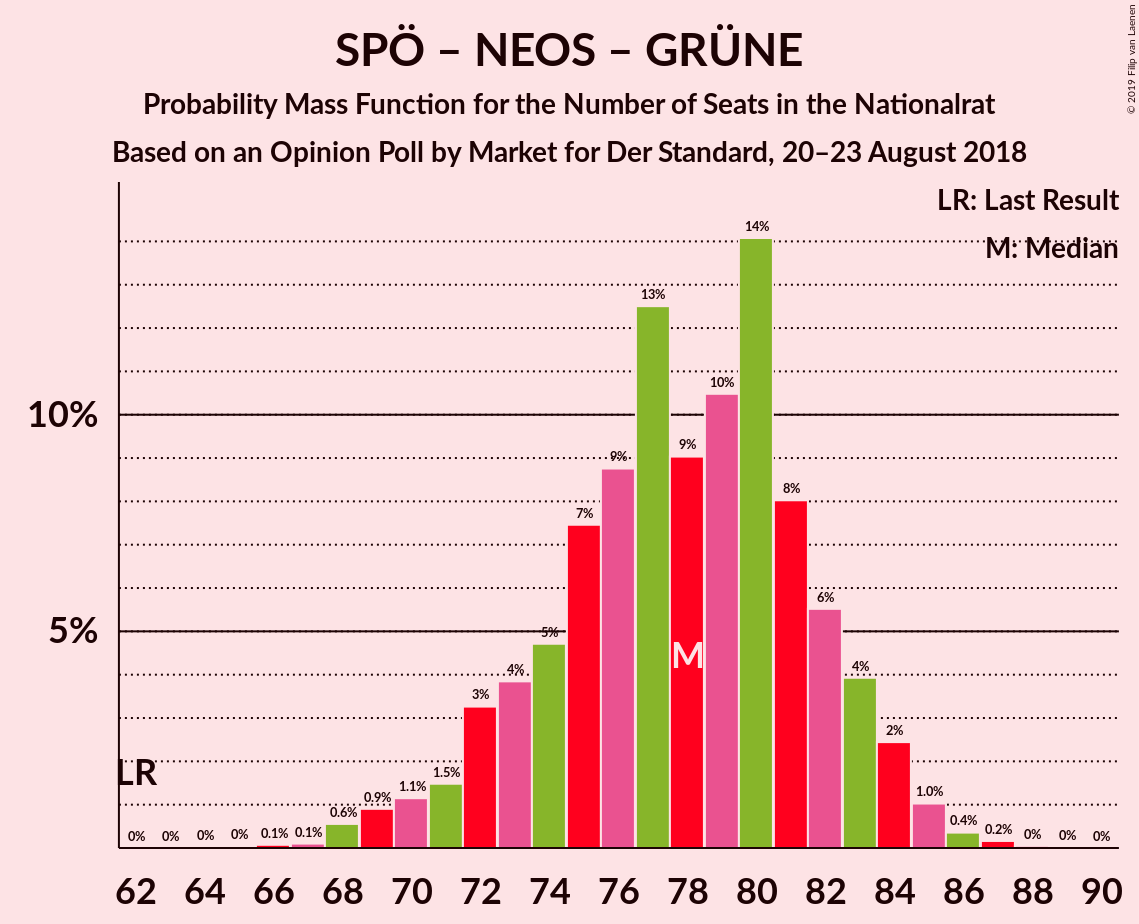 SPÖ – NEOS – GRÜNE
Probability Mass Function for the Number of Seats in the Nationalrat
Based on an Opinion Poll by Market for Der Standard, 20–23 August 2018
© 2019 Filip van Laenen
LR: Last Result
M: Median
14%
13%
10%
10%
9%
9%
8%
7%
6%
5%
5%
M
4%
4%
3%
2%
LR
1.5%
1.1%
1.0%
0.9%
0.6%
0.4%
0.2%
0% 0% 0% 0% 0.1% 0.1% 0% 0% 0%
62 64 66 68 70 72 74 76 78 80 82 84 86 88 90